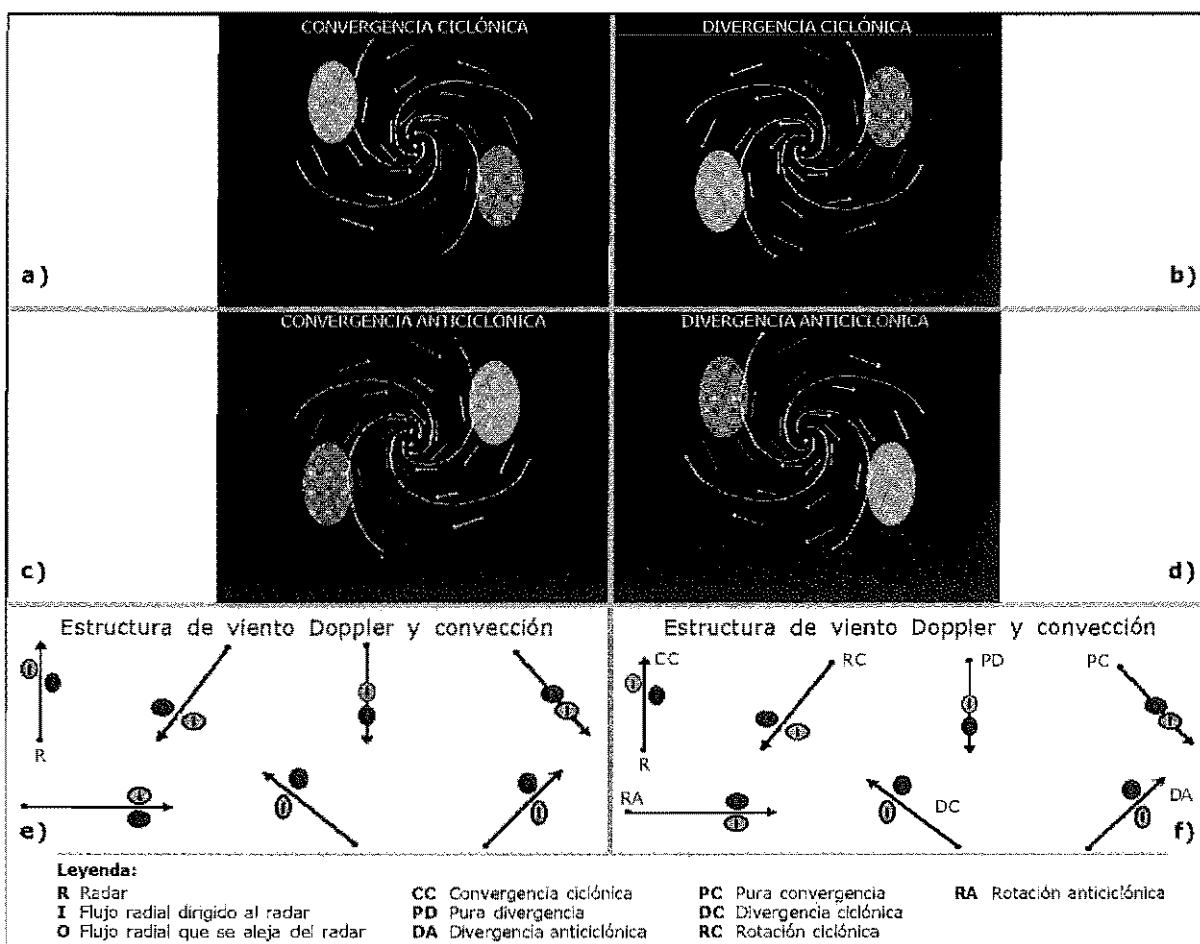 CONVERGENCIA CICLÓNICA
DIVERGENCIA CICLÓNICA
a)
b)
CONVERGENCIA ANTICICLÓNICA
DIVERGENCIA ANTICICLÓNICA
c)
d)
Estructura de viento Doppler y convección
I
R
I
I
I
I
I
I
e)
Estructura de viento Doppler y convección
CC
RC
PD
PC
I
I
I
I
R
RA
I
I
DC
I
DA
f)
Leyenda:
R Radar
I Flujo radial dirigido al radar
O Flujo radial que se aleja del radar
CC Convergencia ciclónica
PD Pura divergencia
DA Divergencia anticiclónica
PC Pura convergencia
DC Divergencia ciclónica
RC Rotación ciclónica
RA Rotación anticiclónica